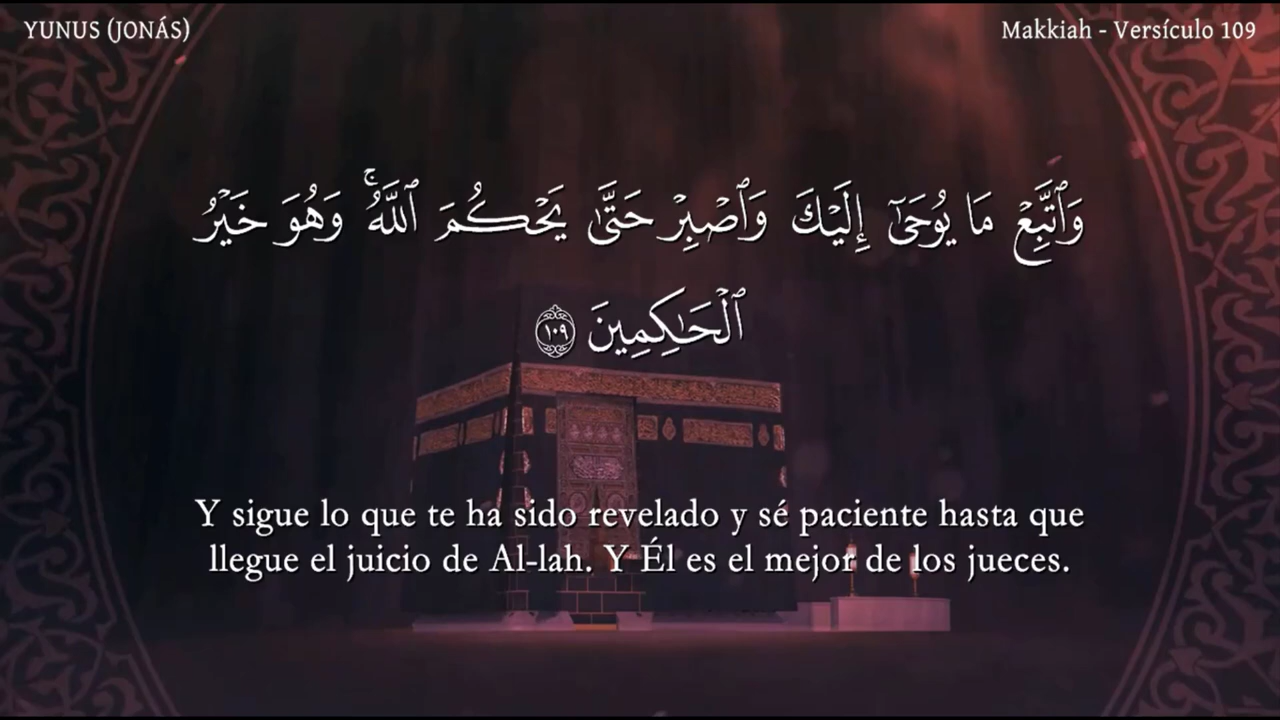 YUNUS (JONÁS)
Makkiah - Versículo 109
وَٱتَّبِعْ مَا يُوحَىٰٓ إِلَيْكَ وَٱصْبِرْ حَتَّىٰ يَحْكُمَ ٱللَّهُ ۚ وَهُوَ خَيْرُ
ٱلْحَـٰكِمِينَ ١٠٩
Y sigue lo que te ha sido revelado y sé paciente hasta que
llegue el juicio de Al-lah. Y Él es el mejor de los jueces.